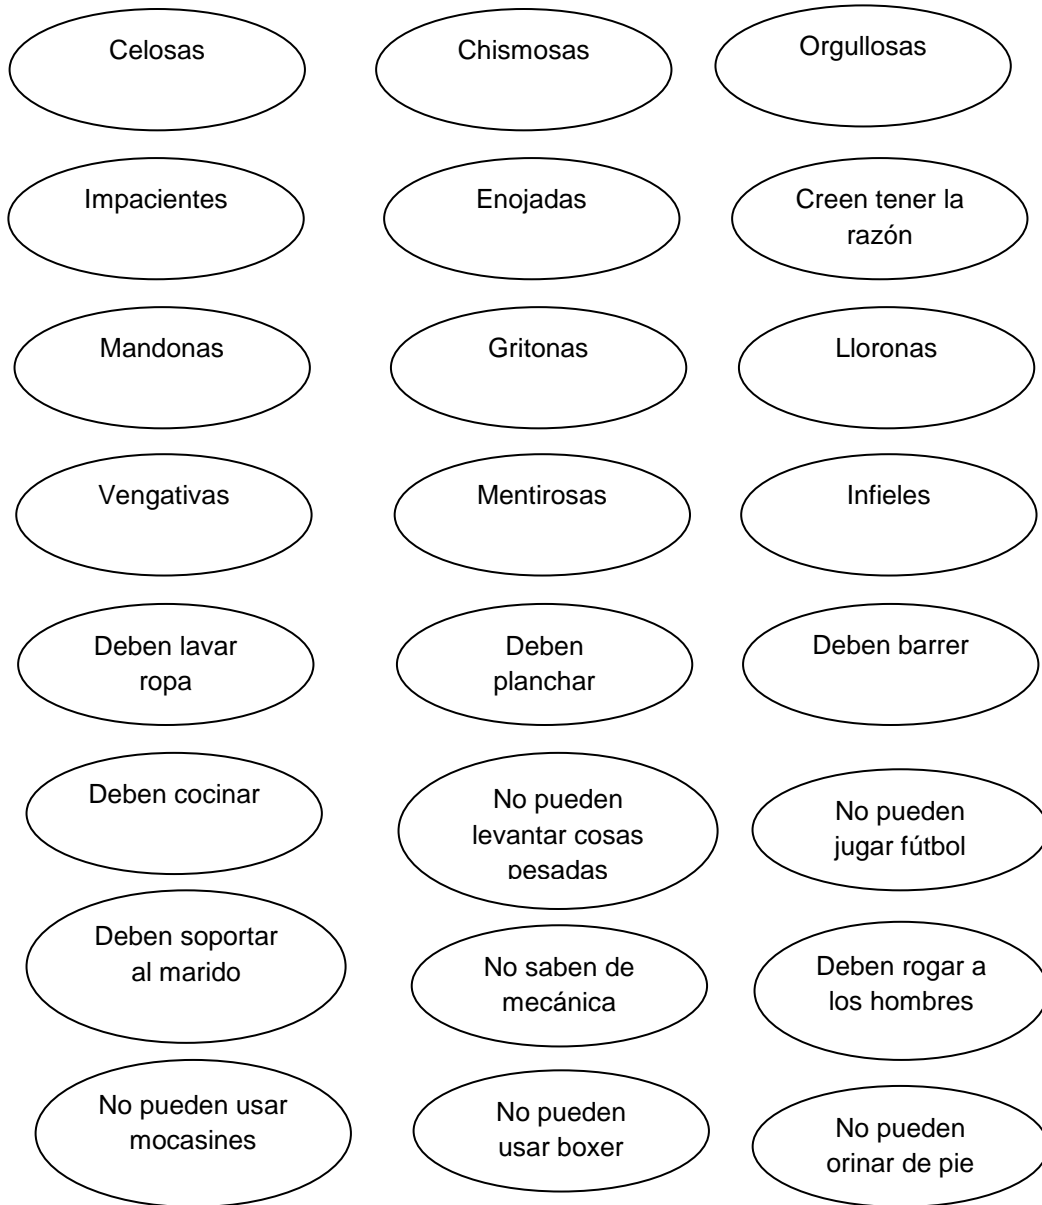 Celosas
Chismosas
Orgullosas
Impacientes
Enojadas
Creen tener la
razón
Mandonas
Gritonas
Lloronas
Vengativas
Mentirosas
Infieles
Deben lavar
ropa
Deben
planchar
Deben barrer
Deben cocinar
No pueden
levantar cosas
pesadas
No pueden
jugar fútbol
Deben soportar
al marido
No saben de
mecánica
Deben rogar a
los hombres
No pueden usar
mocasines
No pueden
usar boxer
No pueden
orinar de pie